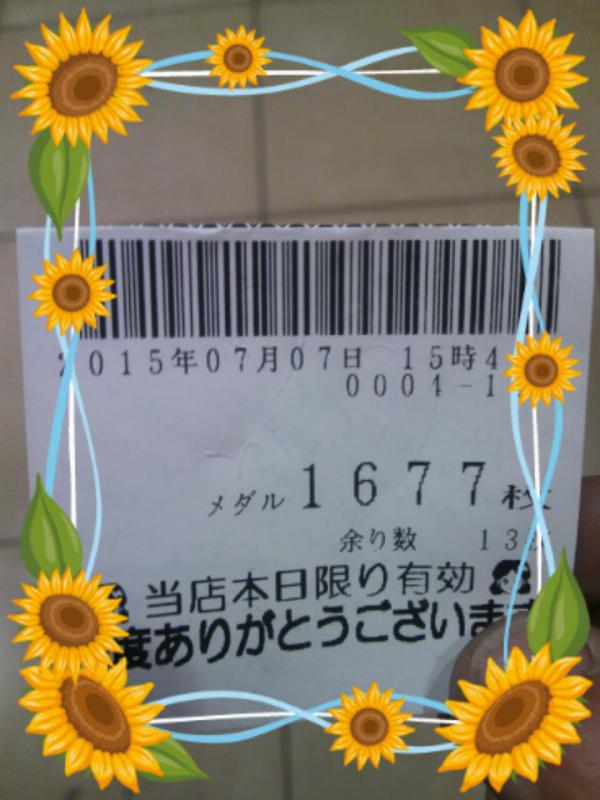 2015年07月07日 15時4
0004-1
メダル 1677枚
余り数 13
当店本日限り有効
度ありがとうございます